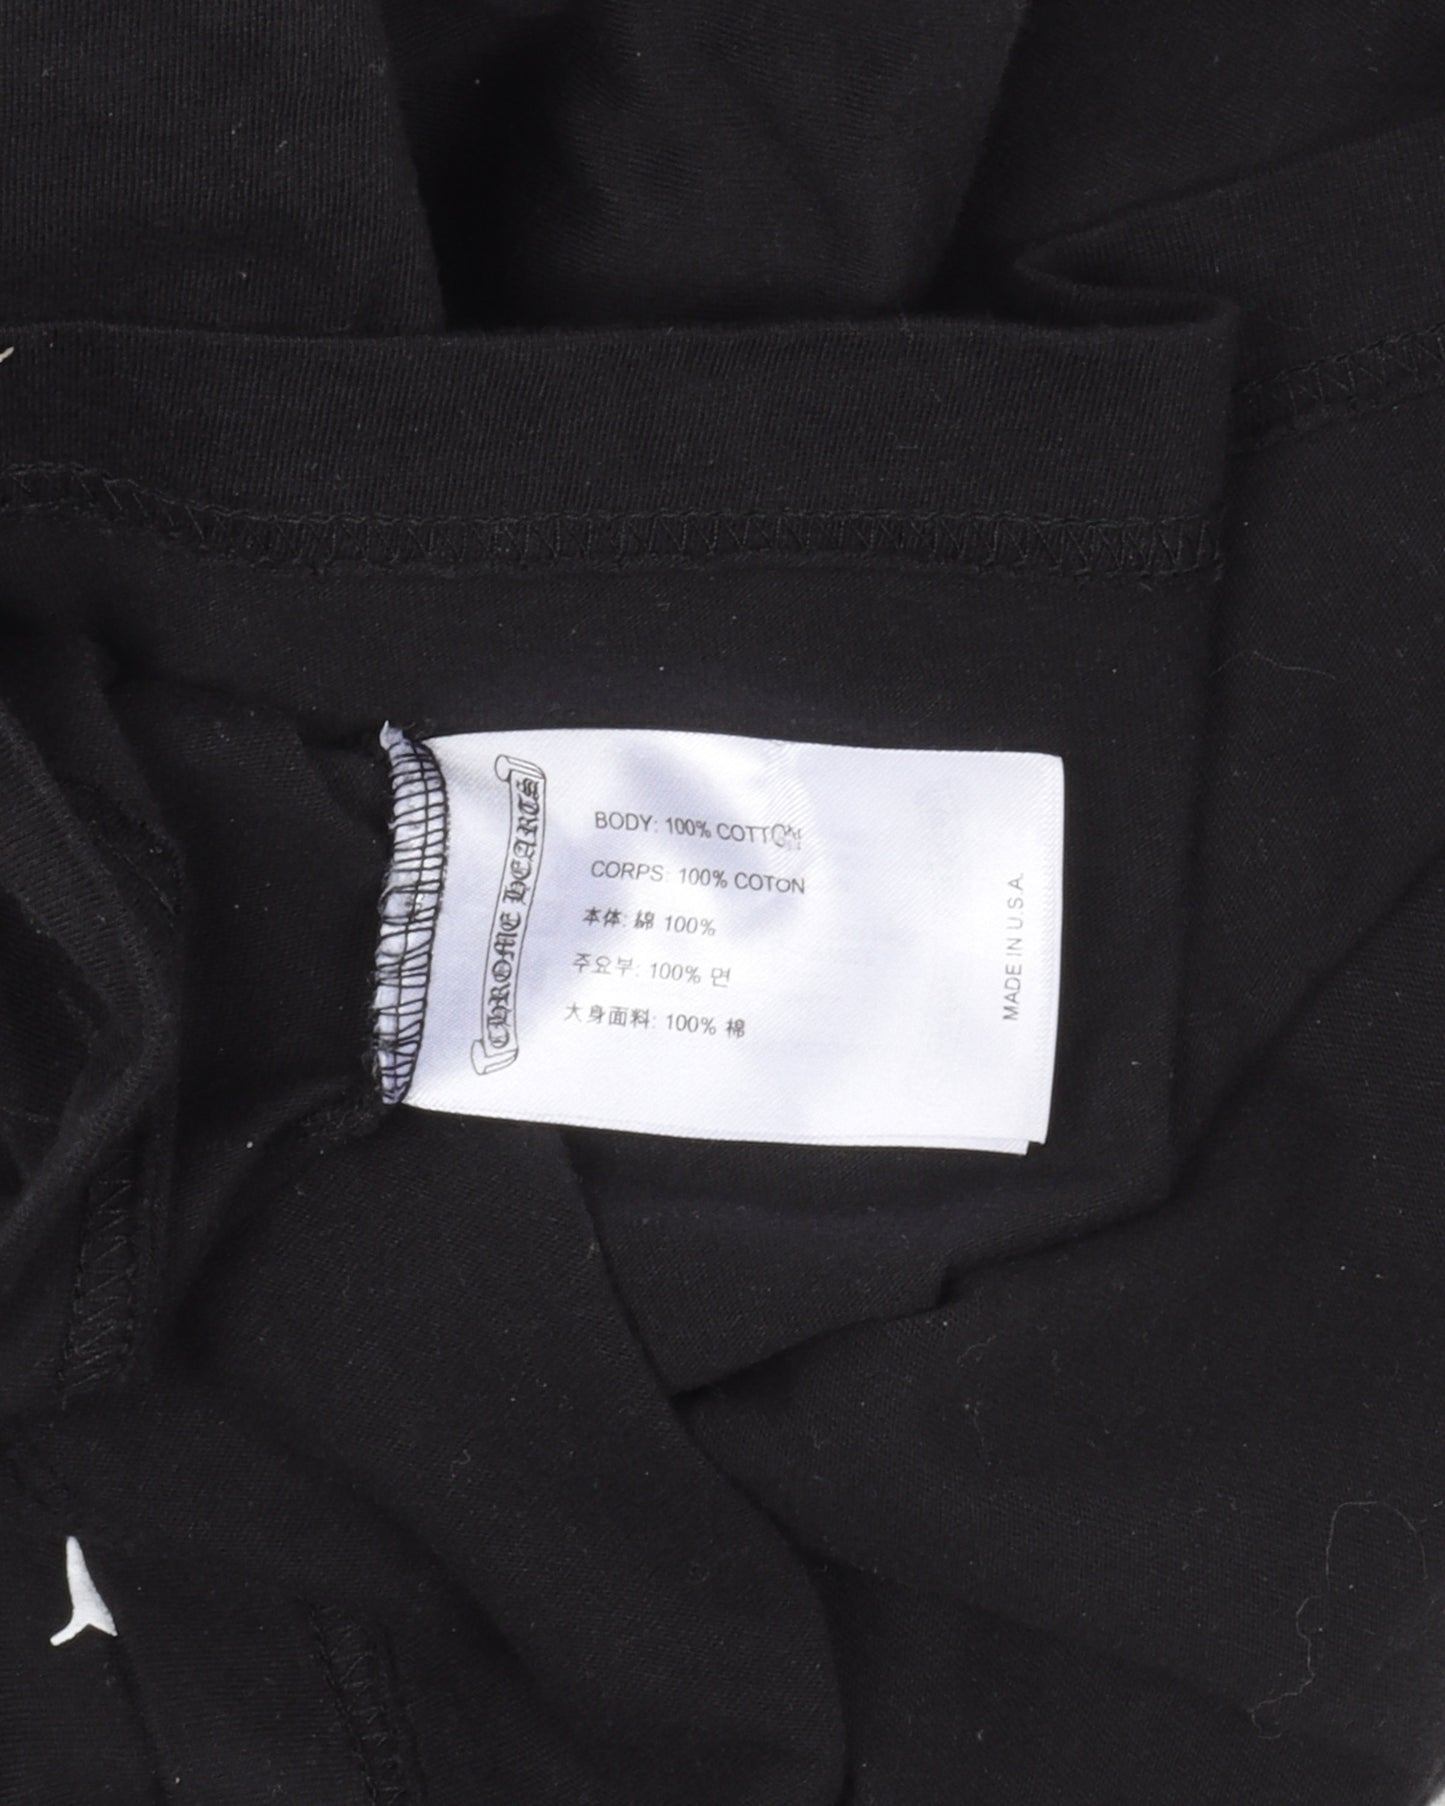 CHROME HEARTS
BODY: 100% COTTON
CORPS: 100% COTON
本体: 綿 100%
주요부: 100% 면
大身面料: 100% 棉
MADE IN U.S.A.